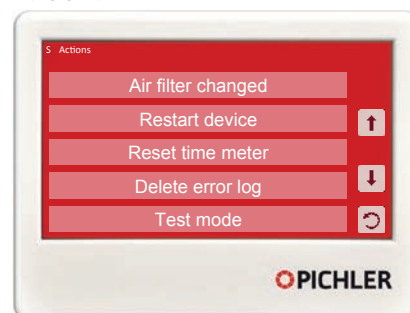 S Actions
Air filter changed
Restart device
Reset time meter
Delete error log
Test mode
PICHLER